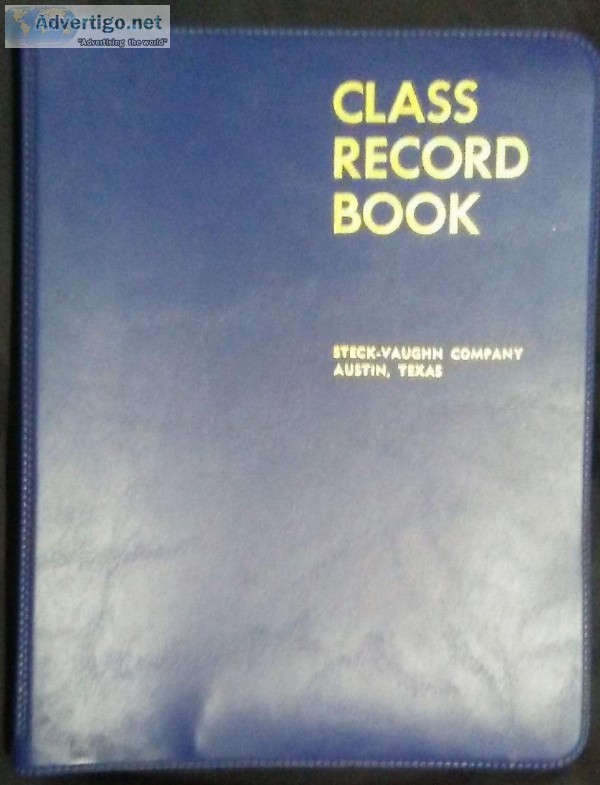 Advertigo.net
"Advertising the world"
CLASS
RECORD
BOOK
STECK-VAUGHN COMPANY
AUSTIN, TEXAS